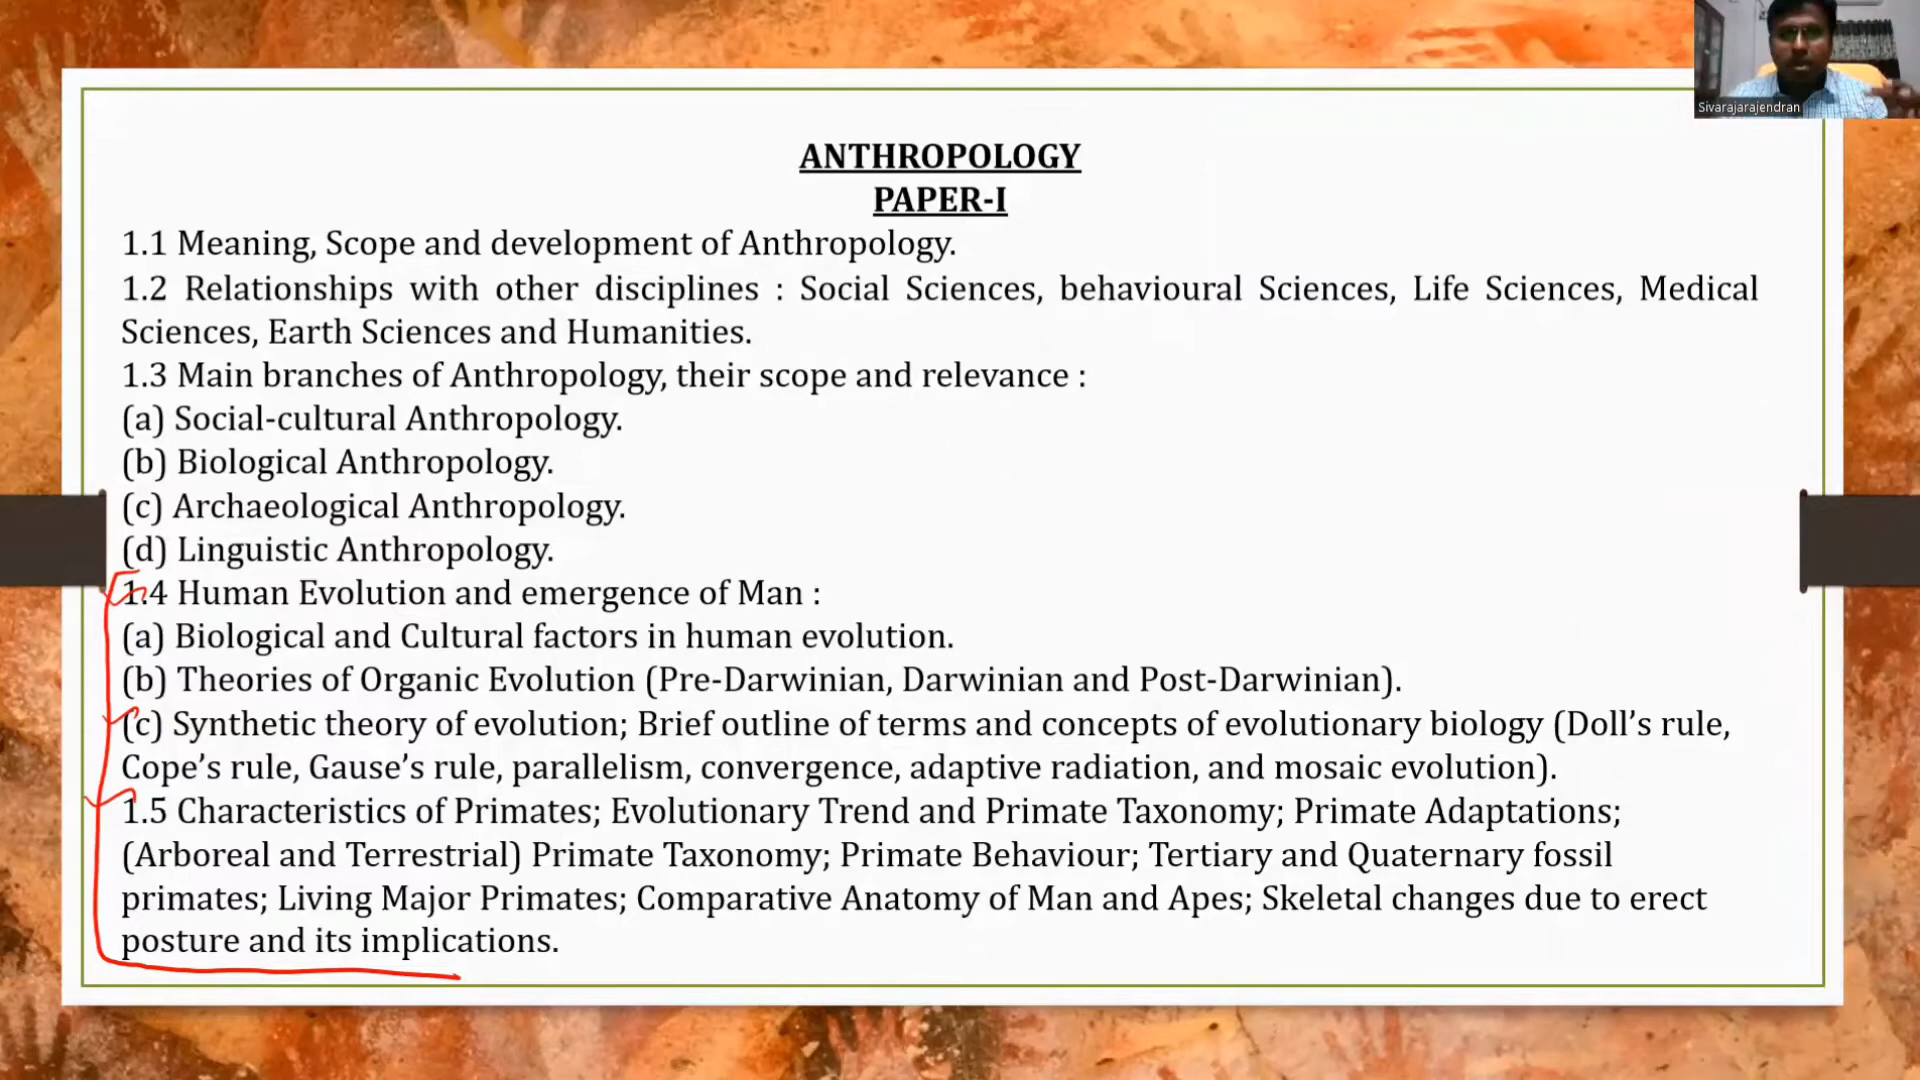 Sivarajarajendran
ANTHROPOLOGY
PAPER-I
1.1 Meaning, Scope and development of Anthropology.
1.2 Relationships with other disciplines : Social Sciences, behavioural Sciences, Life Sciences, Medical
Sciences, Earth Sciences and Humanities.
1.3 Main branches of Anthropology, their scope and relevance :
(a) Social-cultural Anthropology.
(b) Biological Anthropology.
(c) Archaeological Anthropology.
(d) Linguistic Anthropology.
1.4 Human Evolution and emergence of Man :
(a) Biological and Cultural factors in human evolution.
(b) Theories of Organic Evolution (Pre-Darwinian, Darwinian and Post-Darwinian).
(c) Synthetic theory of evolution; Brief outline of terms and concepts of evolutionary biology (Doll’s rule,
Cope’s rule, Gause’s rule, parallelism, convergence, adaptive radiation, and mosaic evolution).
1.5 Characteristics of Primates; Evolutionary Trend and Primate Taxonomy; Primate Adaptations;
(Arboreal and Terrestrial) Primate Taxonomy; Primate Behaviour; Tertiary and Quaternary fossil
primates; Living Major Primates; Comparative Anatomy of Man and Apes; Skeletal changes due to erect
posture and its implications.